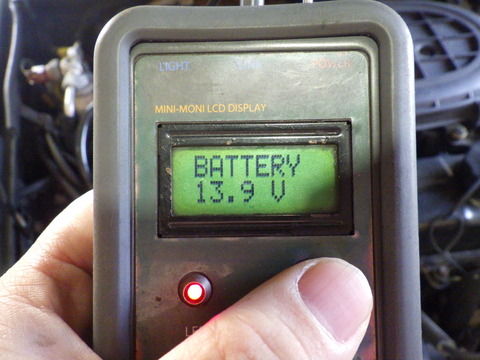 LIGHT POWER
MINI-MONI LCD DISPLAY
BATTERY
13.9 V